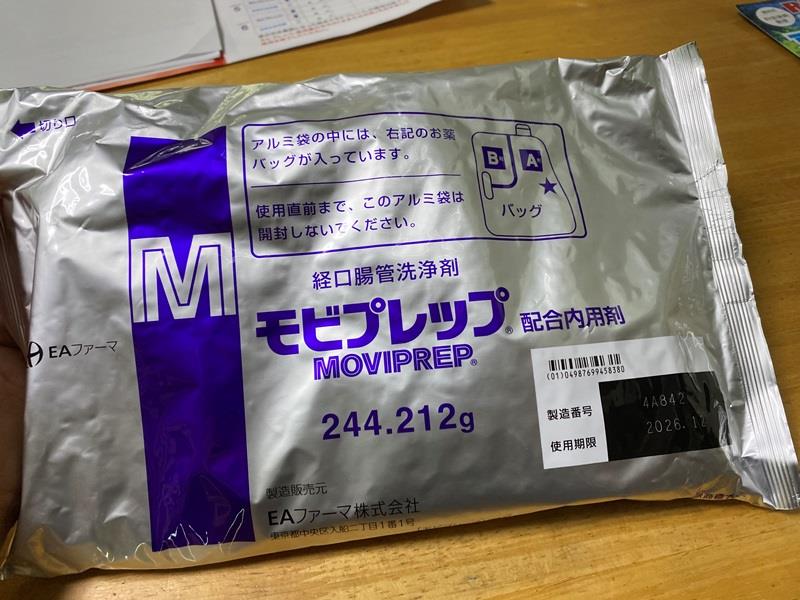 切り口
アルミ袋の中には、右記のお薬
バッグが入っています。
使用直前まで、このアルミ袋は
開封しないでください。
B
A
バッグ
M
経口腸管洗浄剤
モビプレップ® 配合内用剤
MOVIPREP®
EAファーマ
244.212g
(01)04987699458380
製造番号 4A842
使用期限 2026.12
製造販売元
EAファーマ株式会社
東京都中央区入船二丁目1番1号